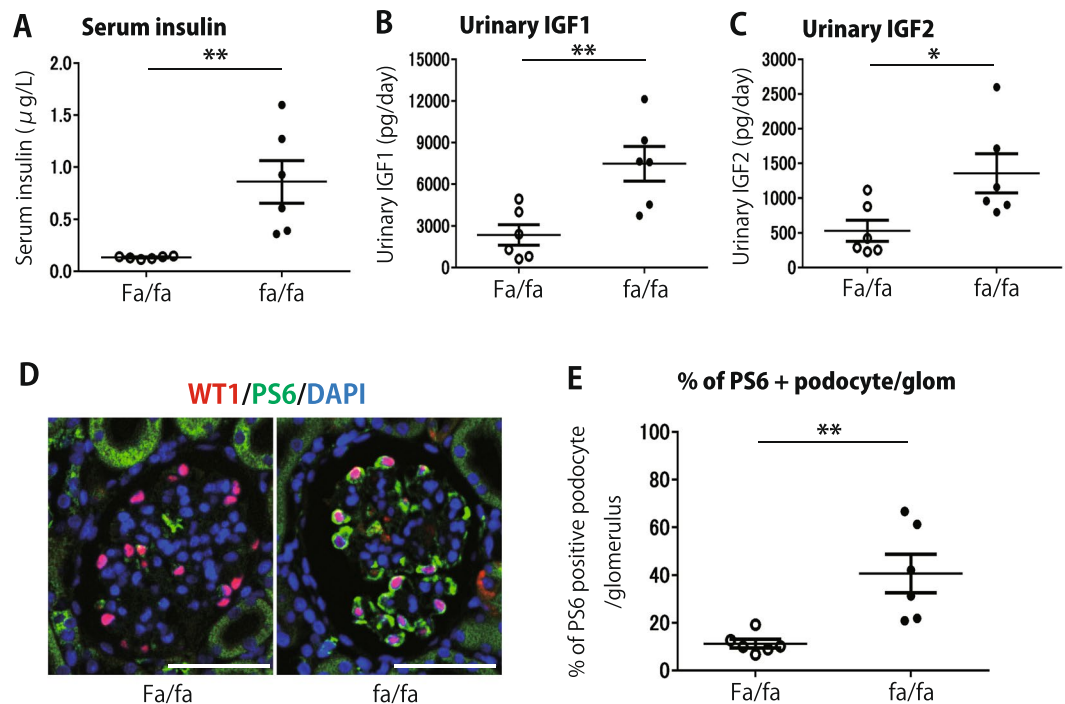 A
Serum insulin
**
Serum insulin (μg/L)
2.0
1.5
1.0
0.5
0.0
Fa/fa
fa/fa
B
Urinary IGF1
**
Urinary IGF1 (pg/day)
15000
12000
9000
6000
3000
0
Fa/fa
fa/fa
C
Urinary IGF2
*
Urinary IGF2 (pg/day)
3000
2500
2000
1500
1000
500
0
Fa/fa
fa/fa
D
WT1/PS6/DAPI
Fa/fa
fa/fa
E
% of PS6 + podocyte/glom
**
% of PS6 positive podocyte
/glomerulus
100
80
60
40
20
0
Fa/fa
fa/fa